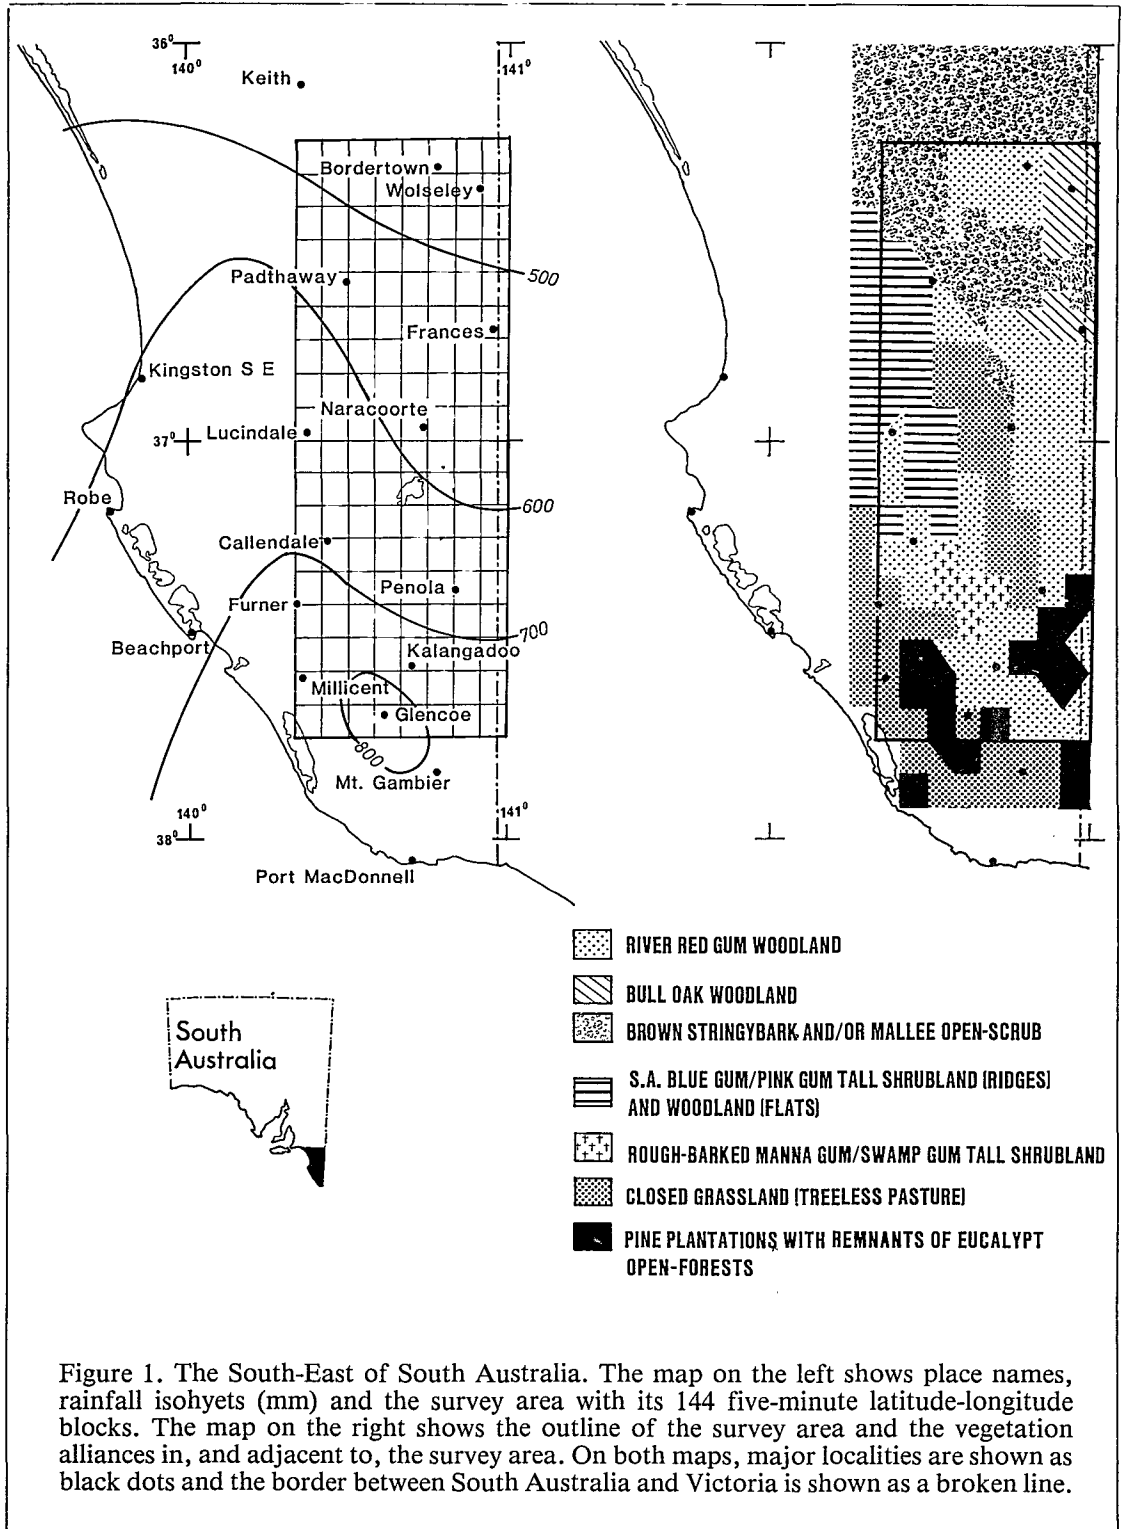 36⁰
140⁰
141⁰
Keith
Bordertown
Wolseley
500
Padthaway
Frances
Kingston S E
Naracoorte
37⁰
Lucindale
600
Robe
Callendale
Penola
Furner
700
Beachport
Kalangadoo
Millicent
Glencoe
800
Mt. Gambier
140⁰
141⁰
38⁰
Port MacDonnell
RIVER RED GUM WOODLAND
BULL OAK WOODLAND
BROWN STRINGYBARK AND/OR MALLEE OPEN-SCRUB
S.A. BLUE GUM/PINK GUM TALL SHRUBLAND (RIDGES)
AND WOODLAND (FLATS)
ROUGH-BARKED MANNA GUM/SWAMP GUM TALL SHRUBLAND
CLOSED GRASSLAND (TREELESS PASTURE)
PINE PLANTATIONS WITH REMNANTS OF EUCALYPT
OPEN-FORESTS
South
Australia
Figure 1. The South-East of South Australia. The map on the left shows place names,
rainfall isohyets (mm) and the survey area with its 144 five-minute latitude-longitude
blocks. The map on the right shows the outline of the survey area and the vegetation
alliances in, and adjacent to, the survey area. On both maps, major localities are shown as
black dots and the border between South Australia and Victoria is shown as a broken line.